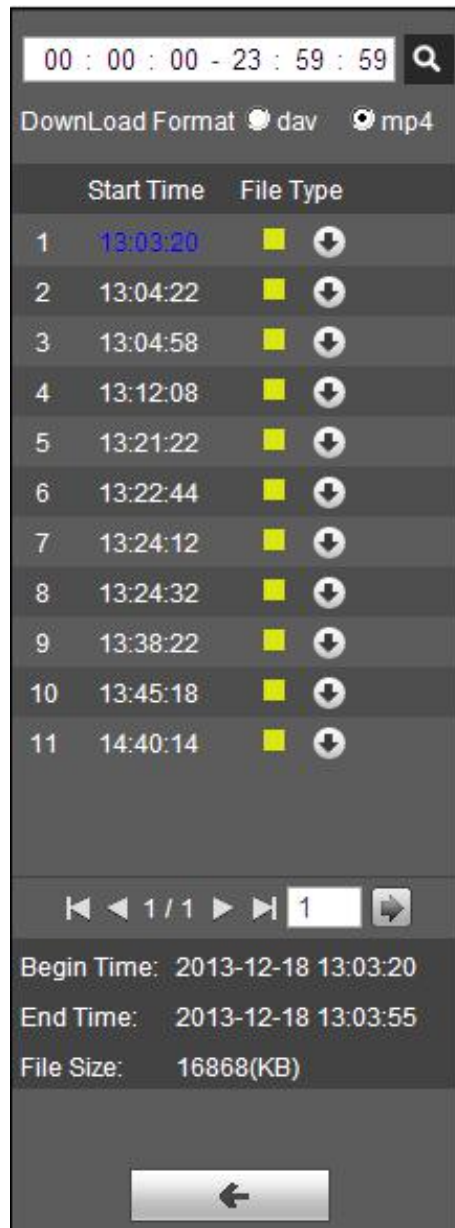 00 : 00 : 00 - 23 : 59 : 59
DownLoad Format dav mp4
Start Time File Type
1 13:03:20
2 13:04:22
3 13:04:58
4 13:12:08
5 13:21:22
6 13:22:44
7 13:24:12
8 13:24:32
9 13:38:22
10 13:45:18
11 14:40:14
1 / 1 1
Begin Time: 2013-12-18 13:03:20
End Time: 2013-12-18 13:03:55
File Size: 16868(KB)